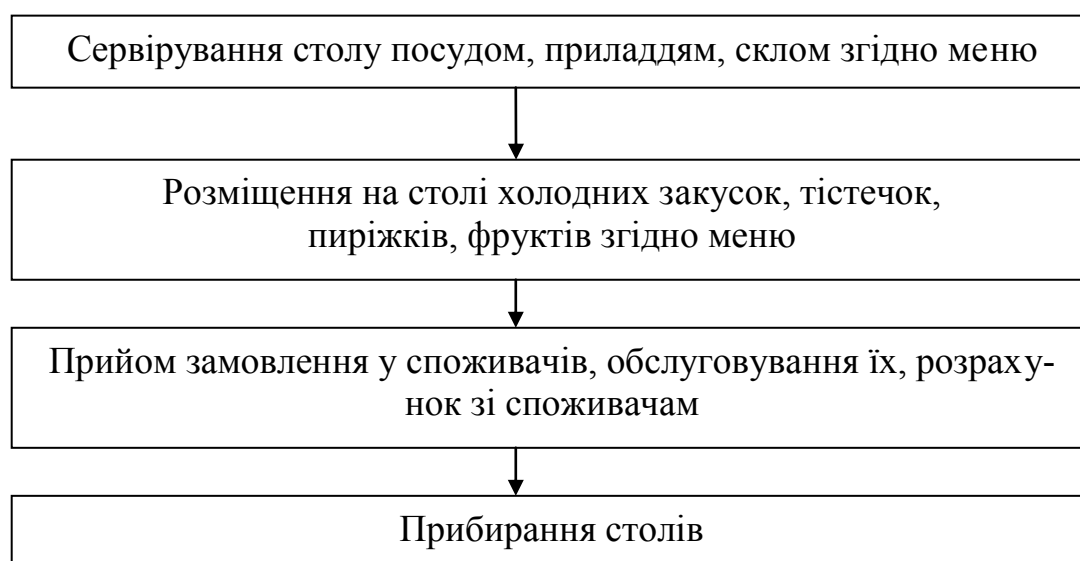 Сервірування столу посудом, приладдям, склом згідно меню
Розміщення на столі холодних закусок, тістечок,
пиріжків, фруктів згідно меню
Прийом замовлення у споживачів, обслуговування їх, розраху-
нок зі споживачам
Прибирання столів